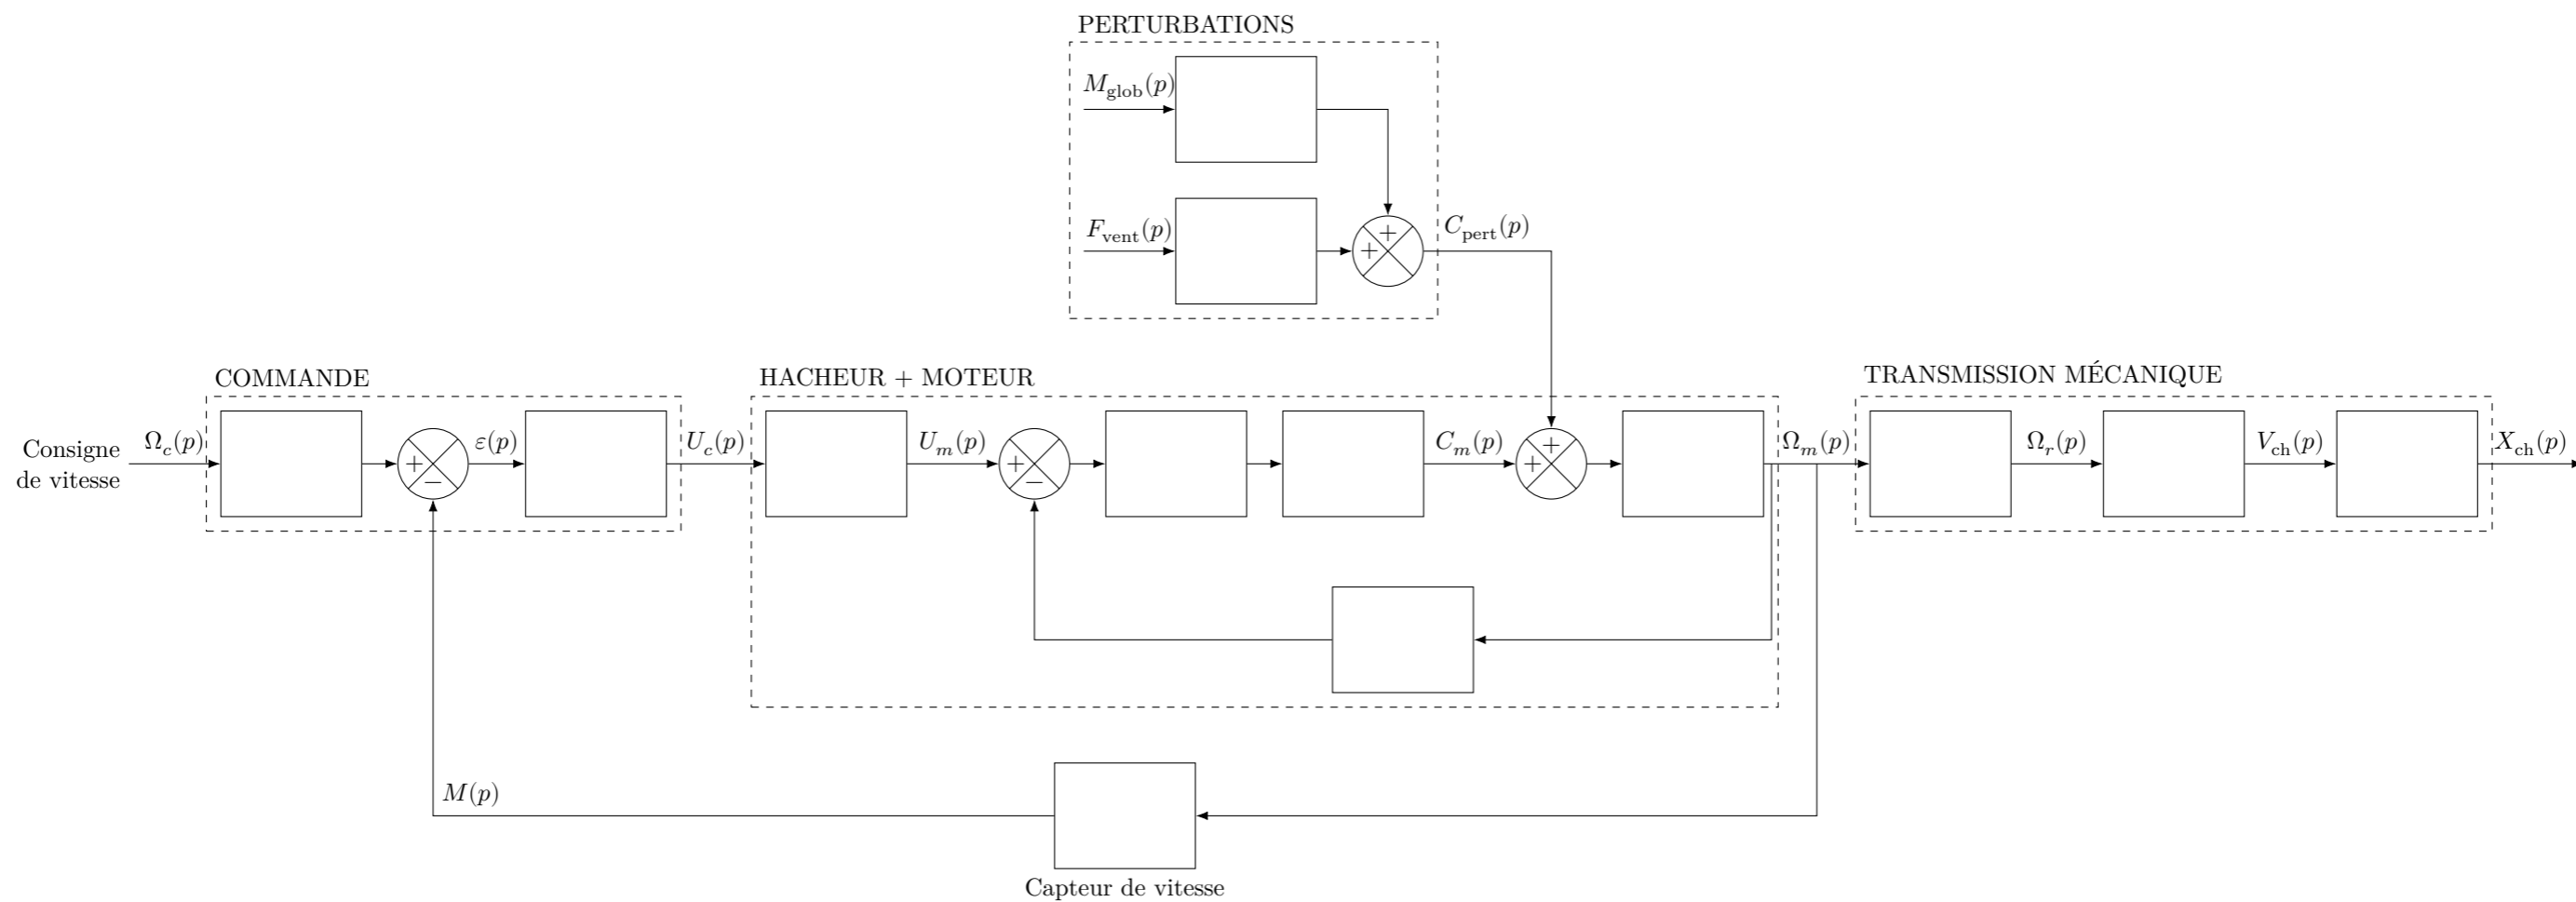 PERTURBATIONS
M_glob(p)
+
F_vent(p)
+
C_pert(p)
COMMANDE
HACHEUR + MOTEUR
TRANSMISSION MÉCANIQUE
Consigne
de vitesse
Ω_c(p)
+
−
ε(p)
U_c(p)
U_m(p)
+
−
C_m(p)
+
+
Ω_m(p)
Ω_r(p)
V_ch(p)
X_ch(p)
M(p)
Capteur de vitesse